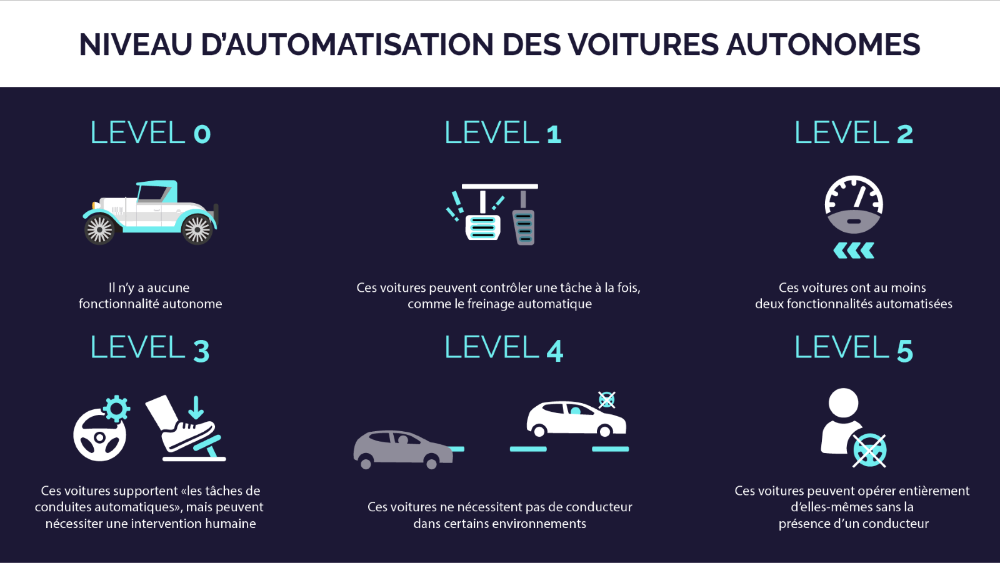 NIVEAU D'AUTOMATISATION DES VOITURES AUTONOMES
LEVEL 0
Il n'y a aucune
fonctionnalité autonome
LEVEL 1
Ces voitures peuvent contrôler une tâche à la fois,
comme le freinage automatique
LEVEL 2
Ces voitures ont au moins
deux fonctionnalités automatisées
LEVEL 3
Ces voitures supportent «les tâches de
conduites automatiques», mais peuvent
nécessiter une intervention humaine
LEVEL 4
Ces voitures ne nécessitent pas de conducteur
dans certains environnements
LEVEL 5
Ces voitures peuvent opérer entièrement
d'elles-mêmes sans la
présence d'un conducteur